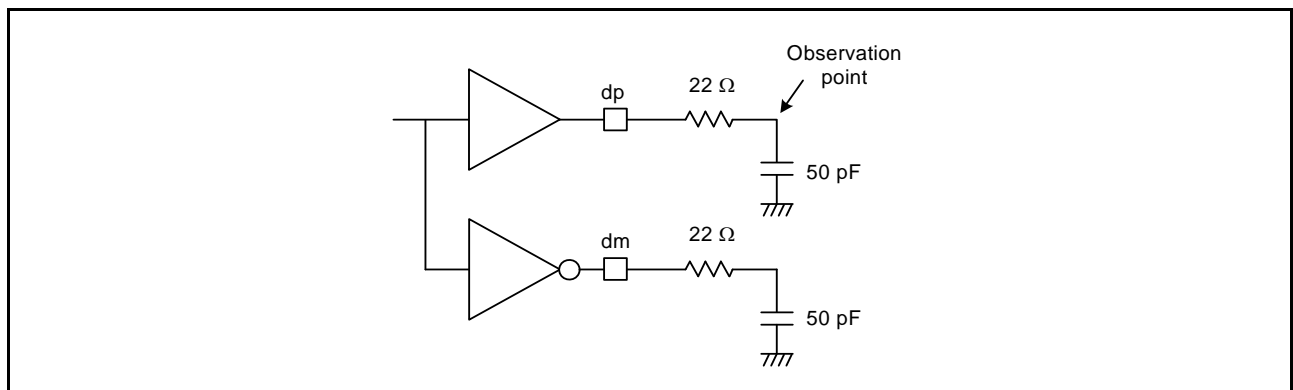 Observation
point
22 Ω
dp
50 pF
22 Ω
dm
50 pF